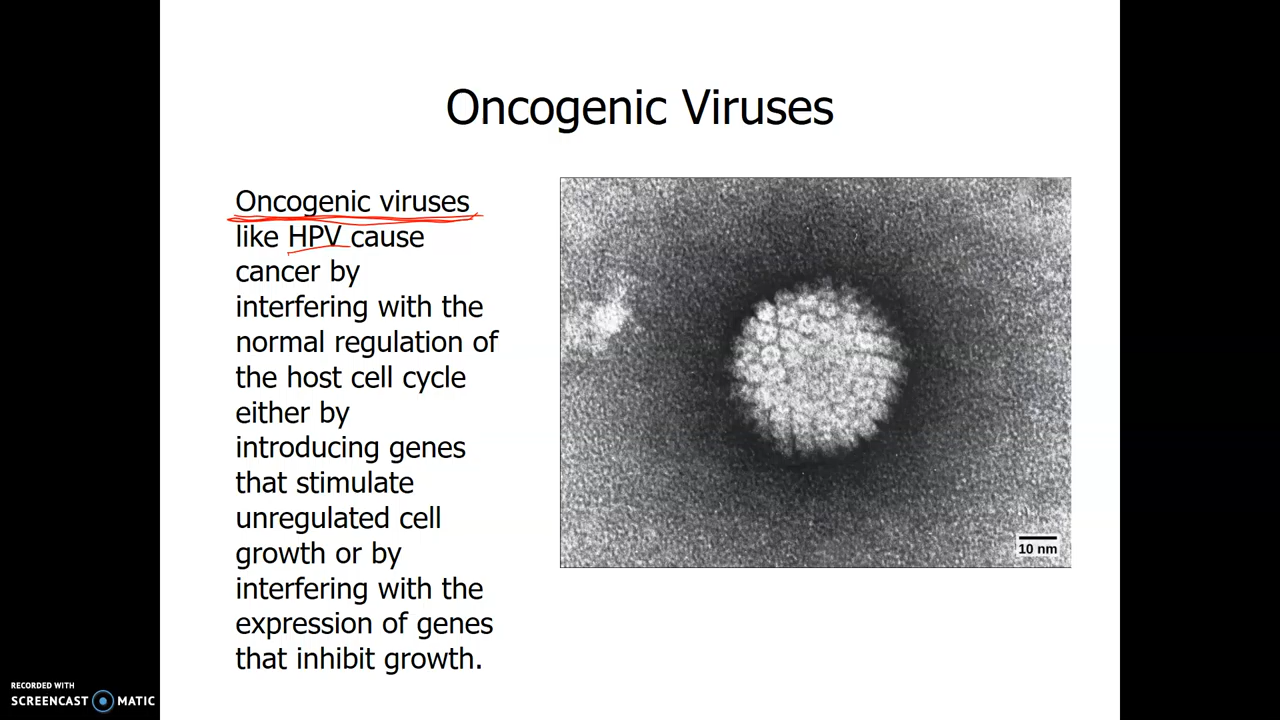 Oncogenic Viruses
Oncogenic viruses
like HPV cause
cancer by
interfering with the
normal regulation of
the host cell cycle
either by
introducing genes
that stimulate
unregulated cell
growth or by
interfering with the
expression of genes
that inhibit growth.
10 nm
RECORDED WITH
SCREENCAST MATIC